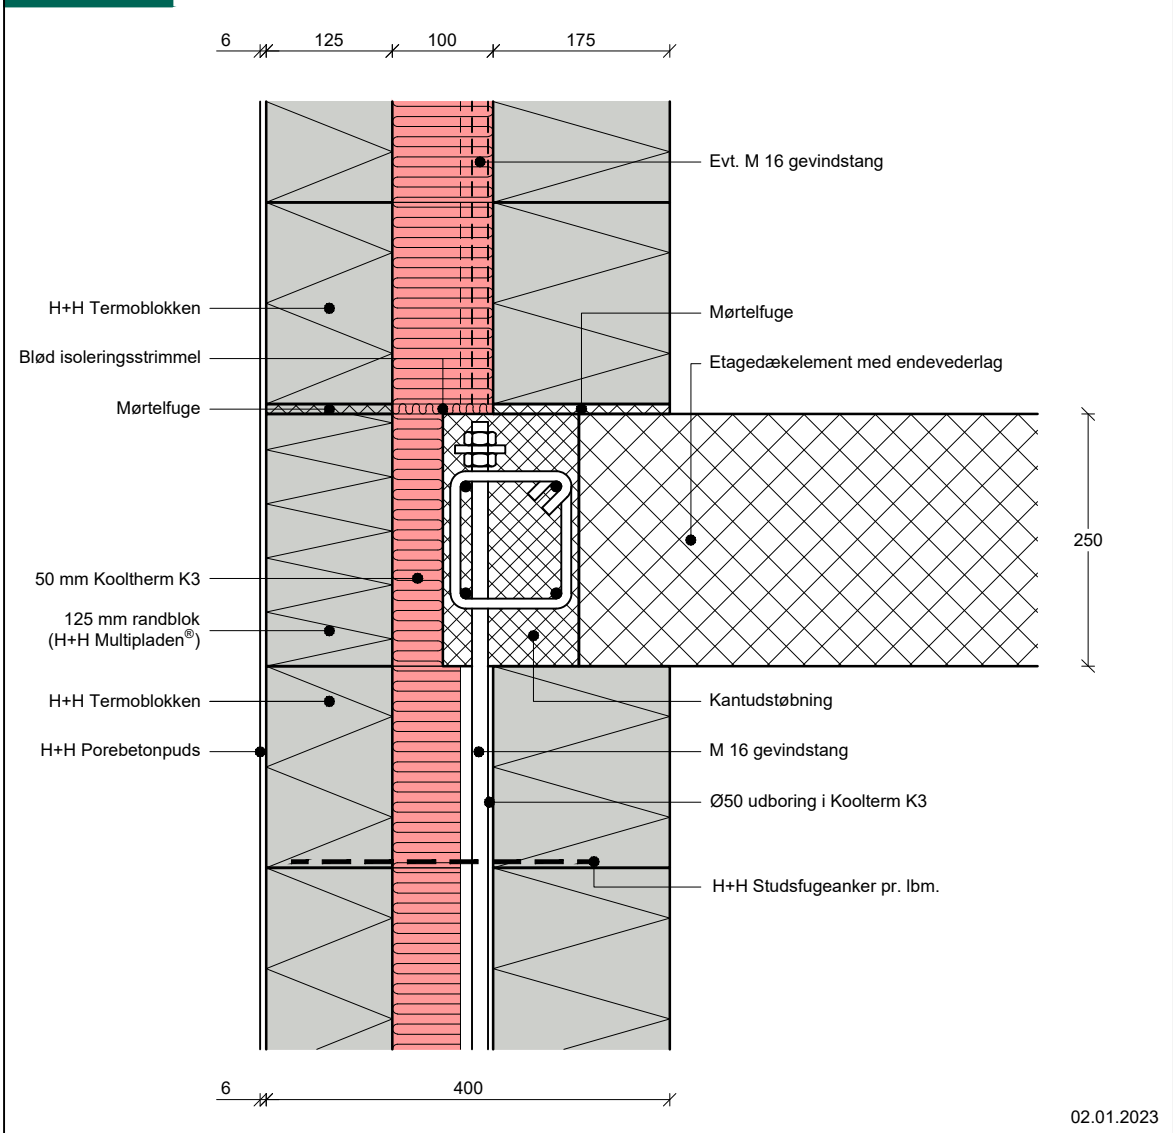 6 125 100 175
Evt. M 16 gevindstang
H+H Termoblokken
Mørtelfuge
Blød isoleringsstrimmel
Etagedækelement med endevederlag
Mørtelfuge
250
50 mm Kooltherm K3
125 mm randblok
(H+H Multipladen®)
H+H Termoblokken
Kantudstøbning
H+H Porebetonpuds
M 16 gevindstang
Ø50 udboring i Koolterm K3
H+H Studsfugeanker pr. lbm.
6 400
02.01.2023